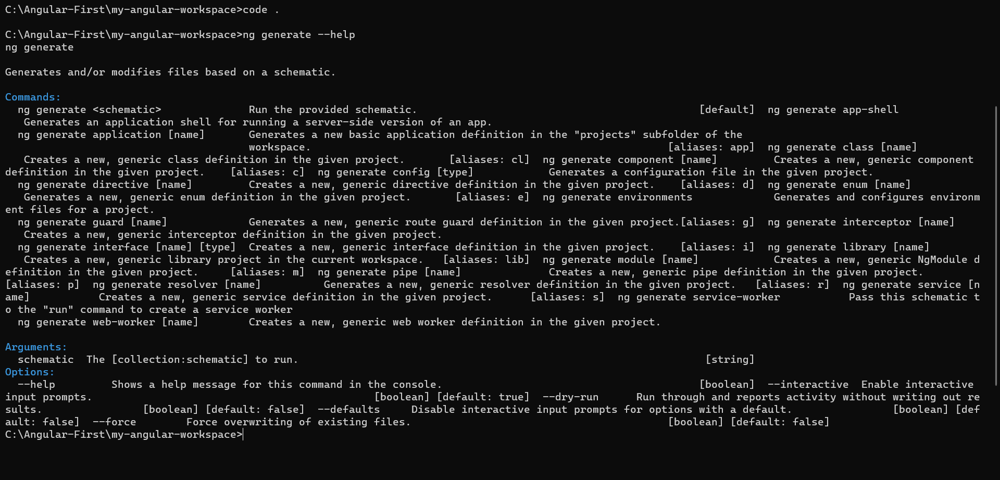 C:\Angular-First\my-angular-workspace>code .
C:\Angular-First\my-angular-workspace>ng generate --help
ng generate
Generates and/or modifies files based on a schematic.
Commands:
  ng generate <schematic>              Run the provided schematic.                                             [default]  ng generate app-shell
   Generates an application shell for running a server-side version of an app.
  ng generate application [name]       Generates a new basic application definition in the "projects" subfolder of the
                                       workspace.                                                         [aliases: app]  ng generate class [name]
   Creates a new, generic class definition in the given project.       [aliases: cl]  ng generate component [name]         Creates a new, generic component
definition in the given project.    [aliases: c]  ng generate config [type]            Generates a configuration file in the given project.
  ng generate directive [name]         Creates a new, generic directive definition in the given project.    [aliases: d]  ng generate enum [name]
   Generates a new, generic enum definition in the given project.       [aliases: e]  ng generate environments             Generates and configures environm
ent files for a project.
  ng generate guard [name]             Generates a new, generic route guard definition in the given project.[aliases: g]  ng generate interceptor [name]
   Creates a new, generic interceptor definition in the given project.
  ng generate interface [name] [type]  Creates a new, generic interface definition in the given project.    [aliases: i]  ng generate library [name]
   Creates a new, generic library project in the current workspace.   [aliases: lib]  ng generate module [name]            Creates a new, generic NgModule d
efinition in the given project.     [aliases: m]  ng generate pipe [name]              Creates a new, generic pipe definition in the given project.
[aliases: p]  ng generate resolver [name]          Generates a new, generic resolver definition in the given project.   [aliases: r]  ng generate service [n
ame]           Creates a new, generic service definition in the given project.      [aliases: s]  ng generate service-worker           Pass this schematic t
o the "run" command to create a service worker
  ng generate web-worker [name]        Creates a new, generic web worker definition in the given project.
Arguments:
  schematic  The [collection:schematic] to run.                                                                 [string]
Options:
  --help         Shows a help message for this command in the console.                                         [boolean]  --interactive  Enable interactive
input prompts.                                             [boolean] [default: true]  --dry-run      Run through and reports activity without writing out re
sults.                [boolean] [default: false]  --defaults     Disable interactive input prompts for options with a default.                [boolean] [def
ault: false]  --force        Force overwriting of existing files.                                         [boolean] [default: false]
C:\Angular-First\my-angular-workspace>